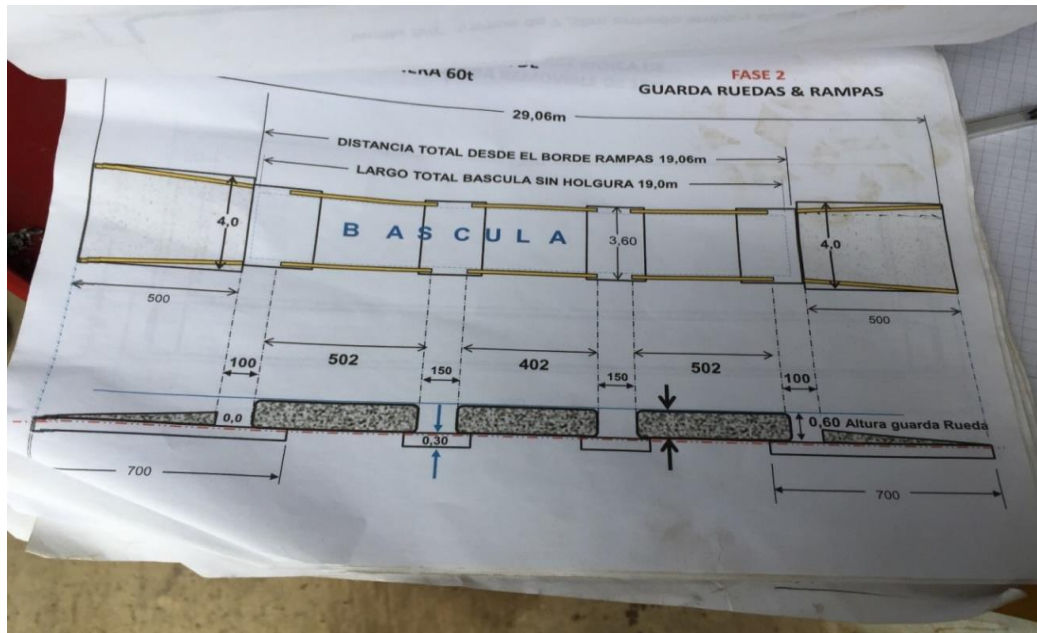 60t
FASE 2
GUARDA RUEDAS & RAMPAS
29,06m
DISTANCIA TOTAL DESDE EL BORDE RAMPAS 19,06m
LARGO TOTAL BASCULA SIN HOLGURA 19,0m
4,0
BASCULA
3,60
4,0
500
500
100
502
150
402
150
502
100
0,0
0,30
0,60 Altura guarda Rueda
700
700